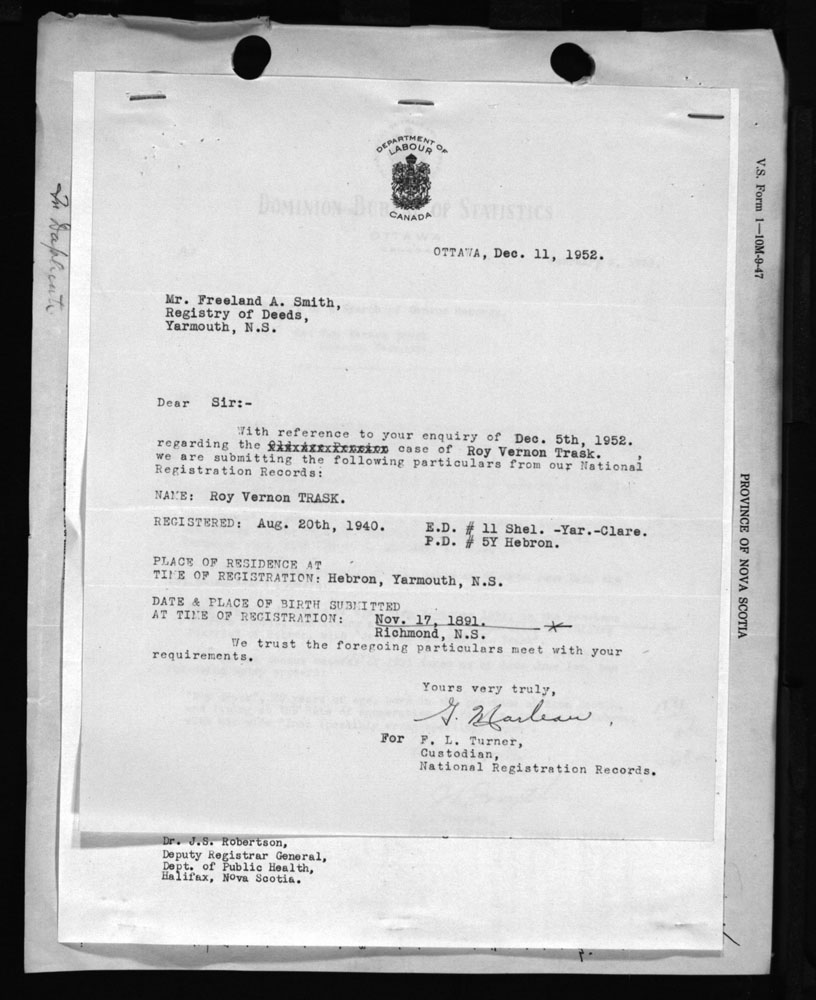 DEPARTMENT OF
LABOUR
CANADA
DOMINION BUREAU OF STATISTICS
OTTAWA
OTTAWA, Dec. 11, 1952.
Mr. Freeland A. Smith,
Registry of Deeds,
Yarmouth, N.S.
Dear Sir:-
With reference to your enquiry of Dec. 5th, 1952.
regarding the case of Roy Vernon Trask. ,
we are submitting the following particulars from our National
Registration Records:
NAME: Roy Vernon TRASK.
REGISTERED: Aug. 20th, 1940. E.D. # 11 Shel. -Yar.-Clare.
P.D. # 5Y Hebron.
PLACE OF RESIDENCE AT
TIME OF REGISTRATION: Hebron, Yarmouth, N.S.
DATE & PLACE OF BIRTH SUBMITTED
AT TIME OF REGISTRATION: Nov. 17, 1891.
Richmond, N.S.
We trust the foregoing particulars meet with your
requirements.
Yours very truly,
G. Marleau
For F. L. Turner,
Custodian,
National Registration Records.
Dr. J.S. Robertson,
Deputy Registrar General,
Dept. of Public Health,
Halifax, Nova Scotia.
V.S. Form 1—10M-9-47
PROVINCE OF NOVA SCOTIA